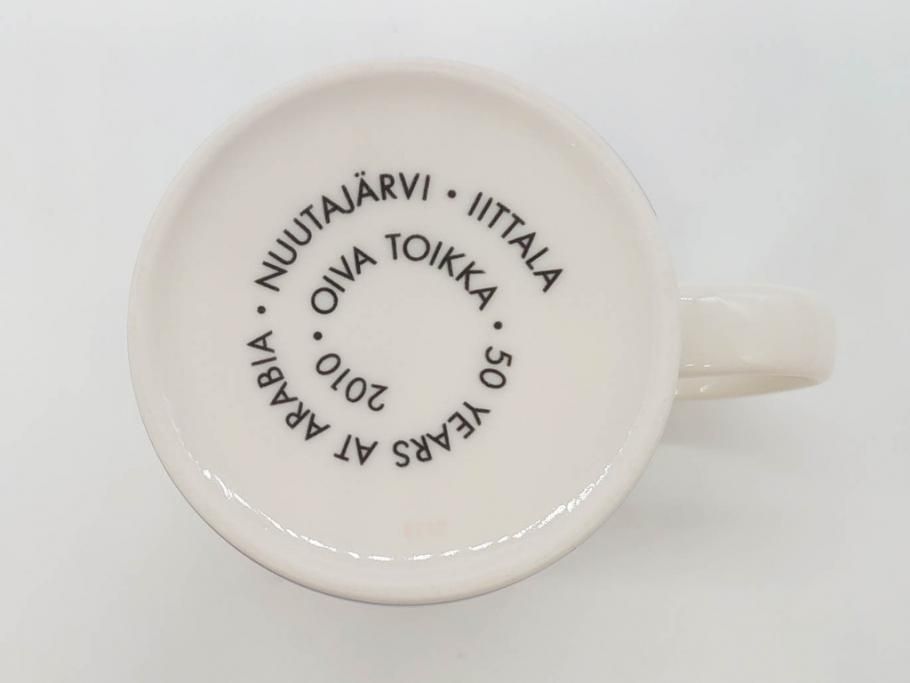 2010 • OIVA TOIKKA • 50 YEARS AT ARABIA • NUUTAJÄRVI • IITTALA